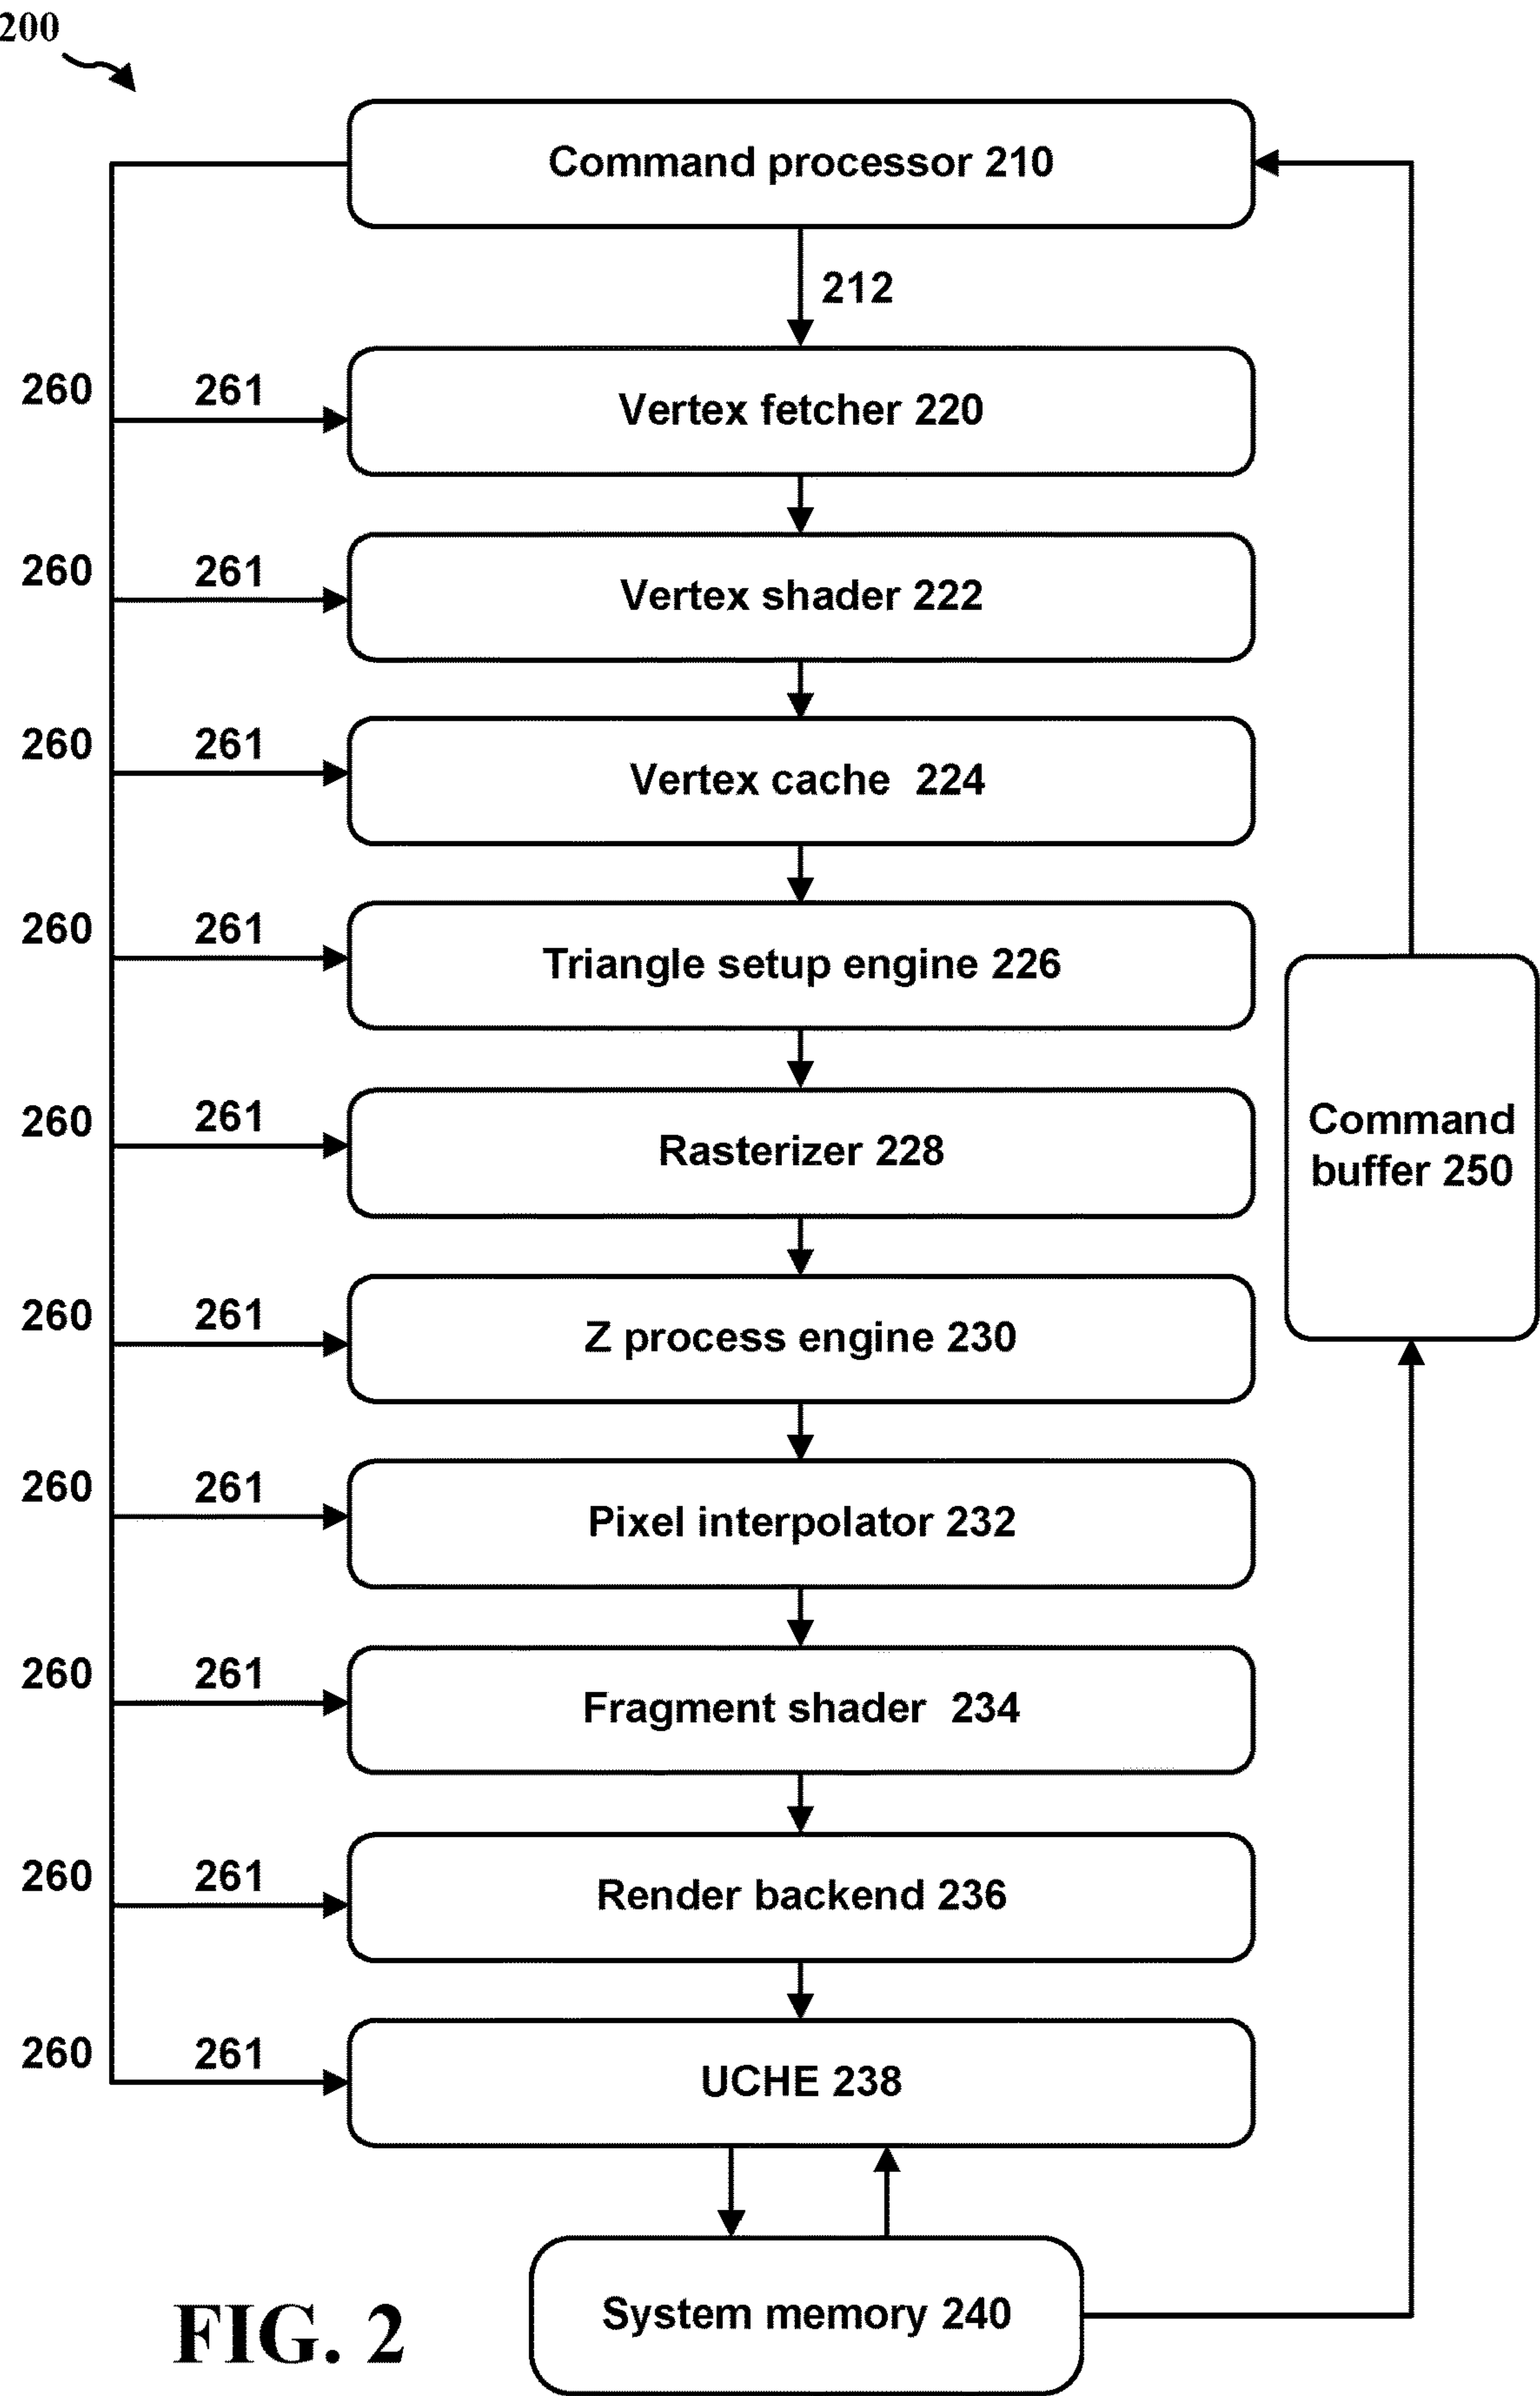 200
Command processor 210
212
260
261
Vertex fetcher 220
260
261
Vertex shader 222
260
261
Vertex cache 224
260
261
Triangle setup engine 226
260
261
Rasterizer 228
Command
buffer 250
260
261
Z process engine 230
260
261
Pixel interpolator 232
260
261
Fragment shader 234
260
261
Render backend 236
260
261
UCHE 238
System memory 240
FIG. 2